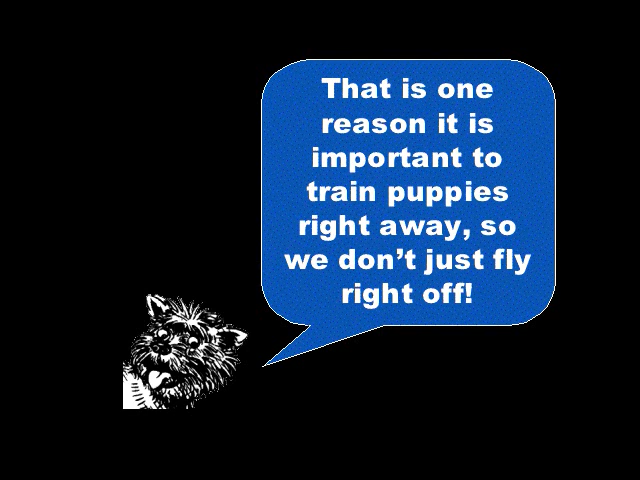 That is one
reason it is
important to
train puppies
right away, so
we don’t just fly
right off!